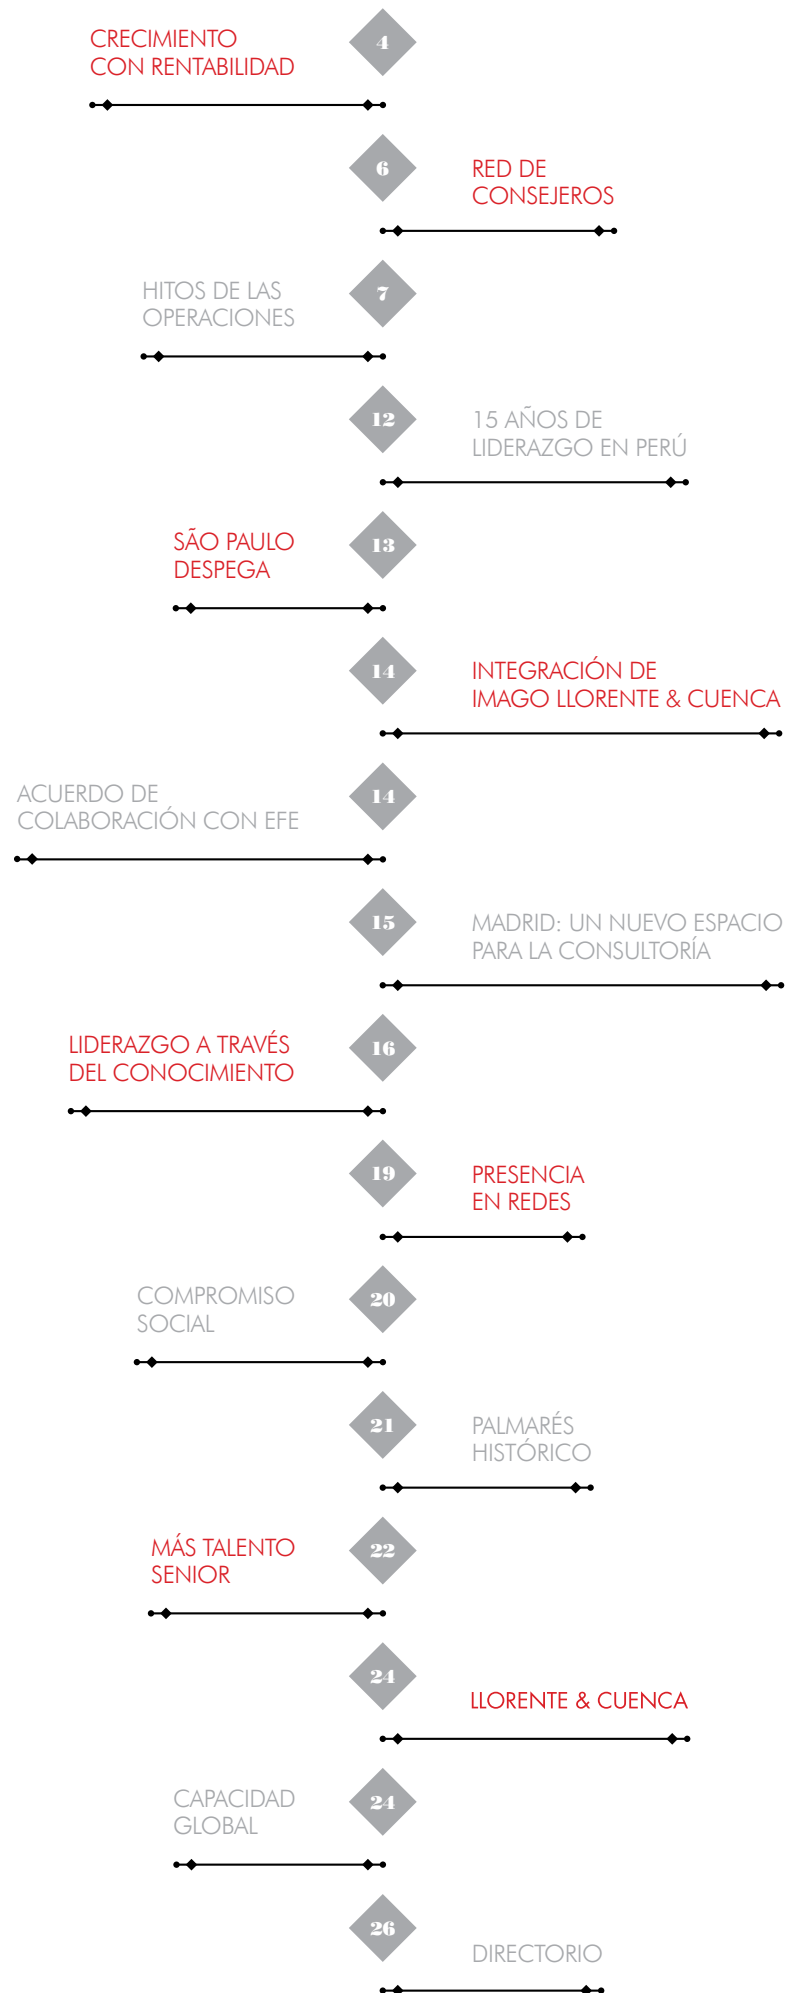 4
CRECIMIENTO
CON RENTABILIDAD
6
RED DE
CONSEJEROS
7
HITOS DE LAS
OPERACIONES
12
15 AÑOS DE
LIDERAZGO EN PERÚ
13
SÃO PAULO
DESPEGA
14
INTEGRACIÓN DE
IMAGO LLORENTE & CUENCA
14
ACUERDO DE
COLABORACIÓN CON EFE
15
MADRID: UN NUEVO ESPACIO
PARA LA CONSULTORÍA
16
LIDERAZGO A TRAVÉS
DEL CONOCIMIENTO
19
PRESENCIA
EN REDES
20
COMPROMISO
SOCIAL
21
PALMARÉS
HISTÓRICO
22
MÁS TALENTO
SENIOR
24
LLORENTE & CUENCA
24
CAPACIDAD
GLOBAL
26
DIRECTORIO